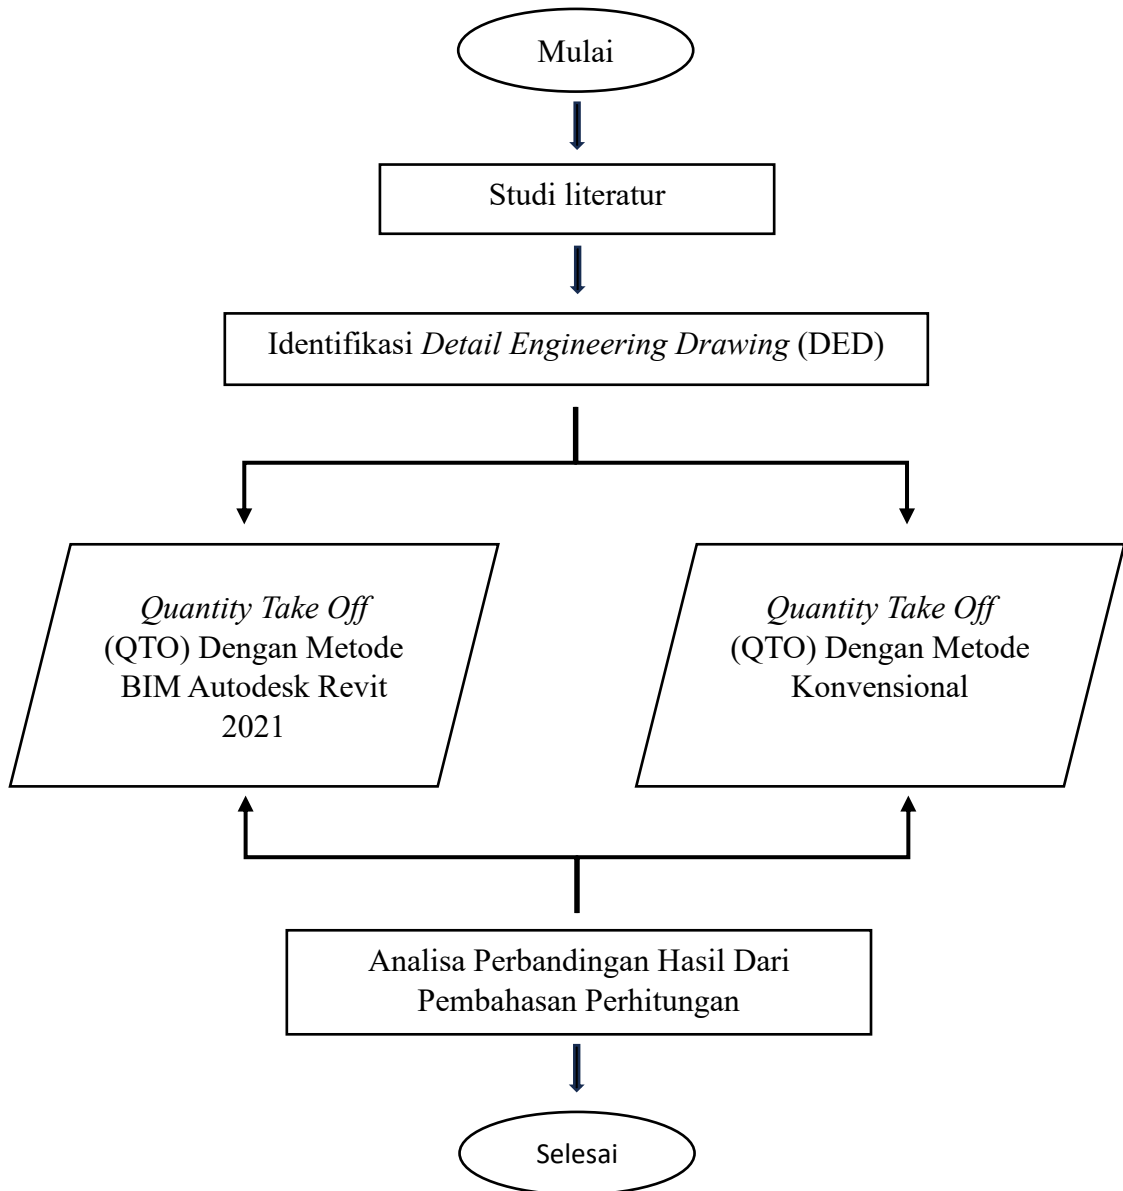 Mulai
Studi literatur
Identifikasi Detail Engineering Drawing (DED)
Quantity Take Off
(QTO) Dengan Metode
BIM Autodesk Revit
2021
Quantity Take Off
(QTO) Dengan Metode
Konvensional
Analisa Perbandingan Hasil Dari
Pembahasan Perhitungan
Selesai